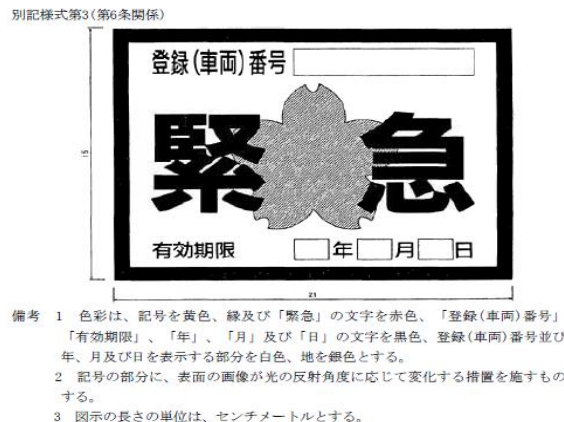 別記様式第3(第6条関係)
登録(車両)番号
緊急
有効期限 年 月 日
15
21
備考 1 色彩は、記号を黄色、縁及び「緊急」の文字を赤色、「登録(車両)番号」
「有効期限」、「年」、「月」及び「日」の文字を黒色、登録(車両)番号並び
年、月及び日を表示する部分を白色、地を銀色とする。
2 記号の部分に、表面の画像が光の反射角度に応じて変化する措置を施すもの
する。
3 図示の長さの単位は、センチメートルとする。